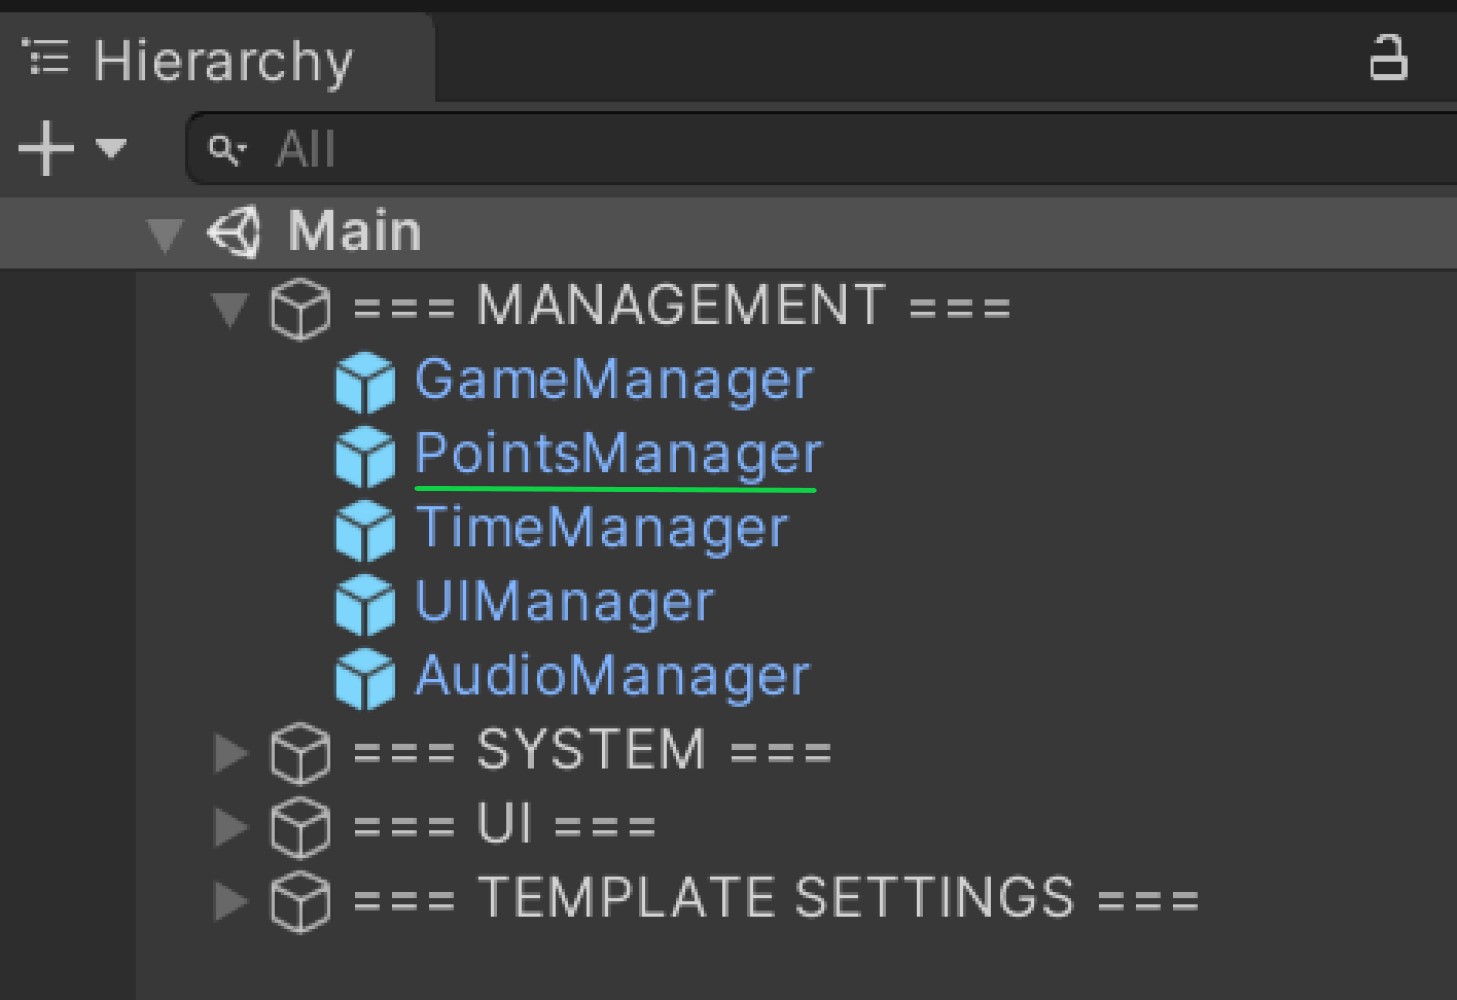 Hierarchy
All
Main
=== MANAGEMENT ===
GameManager
PointsManager
TimeManager
UIManager
AudioManager
=== SYSTEM ===
=== UI ===
=== TEMPLATE SETTINGS ===